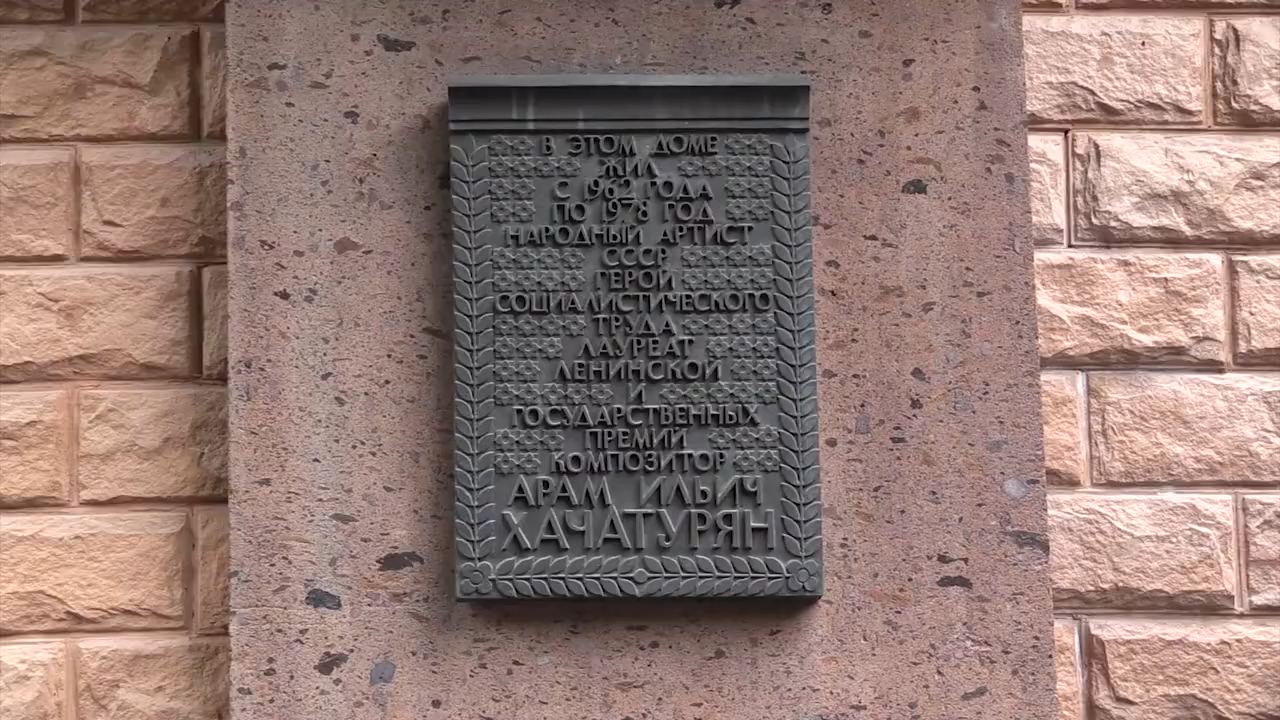 В ЭТОМ ДОМЕ
ЖИЛ
С 1962 ГОДА
ПО 1978 ГОД
НАРОДНЫЙ АРТИСТ
СССР
ГЕРОЙ
СОЦИАЛИСТИЧЕСКОГО
ТРУДА
ЛАУРЕАТ
ЛЕНИНСКОЙ
И
ГОСУДАРСТВЕННЫХ
ПРЕМИЙ
КОМПОЗИТОР
АРАМ ИЛЬИЧ
ХАЧАТУРЯН